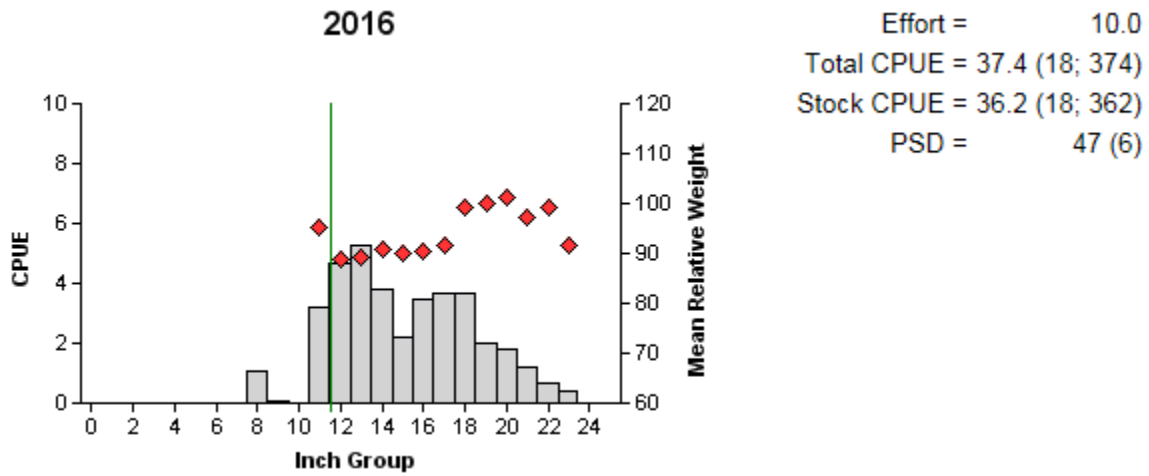 2016
Effort = 10.0
Total CPUE = 37.4 (18; 374)
Stock CPUE = 36.2 (18; 362)
PSD = 47 (6)
10
8
6
4
2
0
CPUE
120
110
100
90
80
70
60
Mean Relative Weight
0 2 4 6 8 10 12 14 16 18 20 22 24
Inch Group